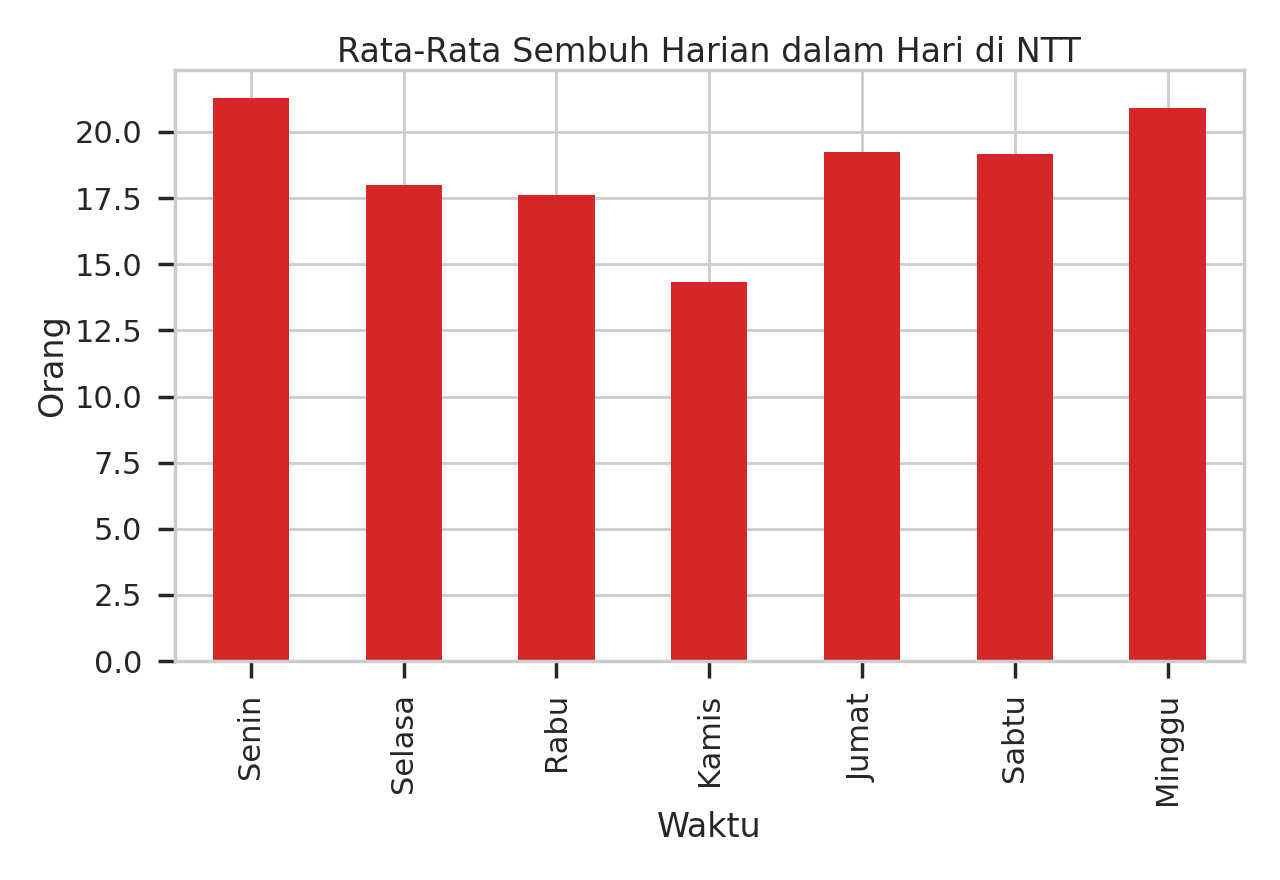 Rata-Rata Sembuh Harian dalam Hari di NTT
Orang
20.0
17.5
15.0
12.5
10.0
7.5
5.0
2.5
0.0
Senin
Selasa
Rabu
Kamis
Jumat
Sabtu
Minggu
Waktu